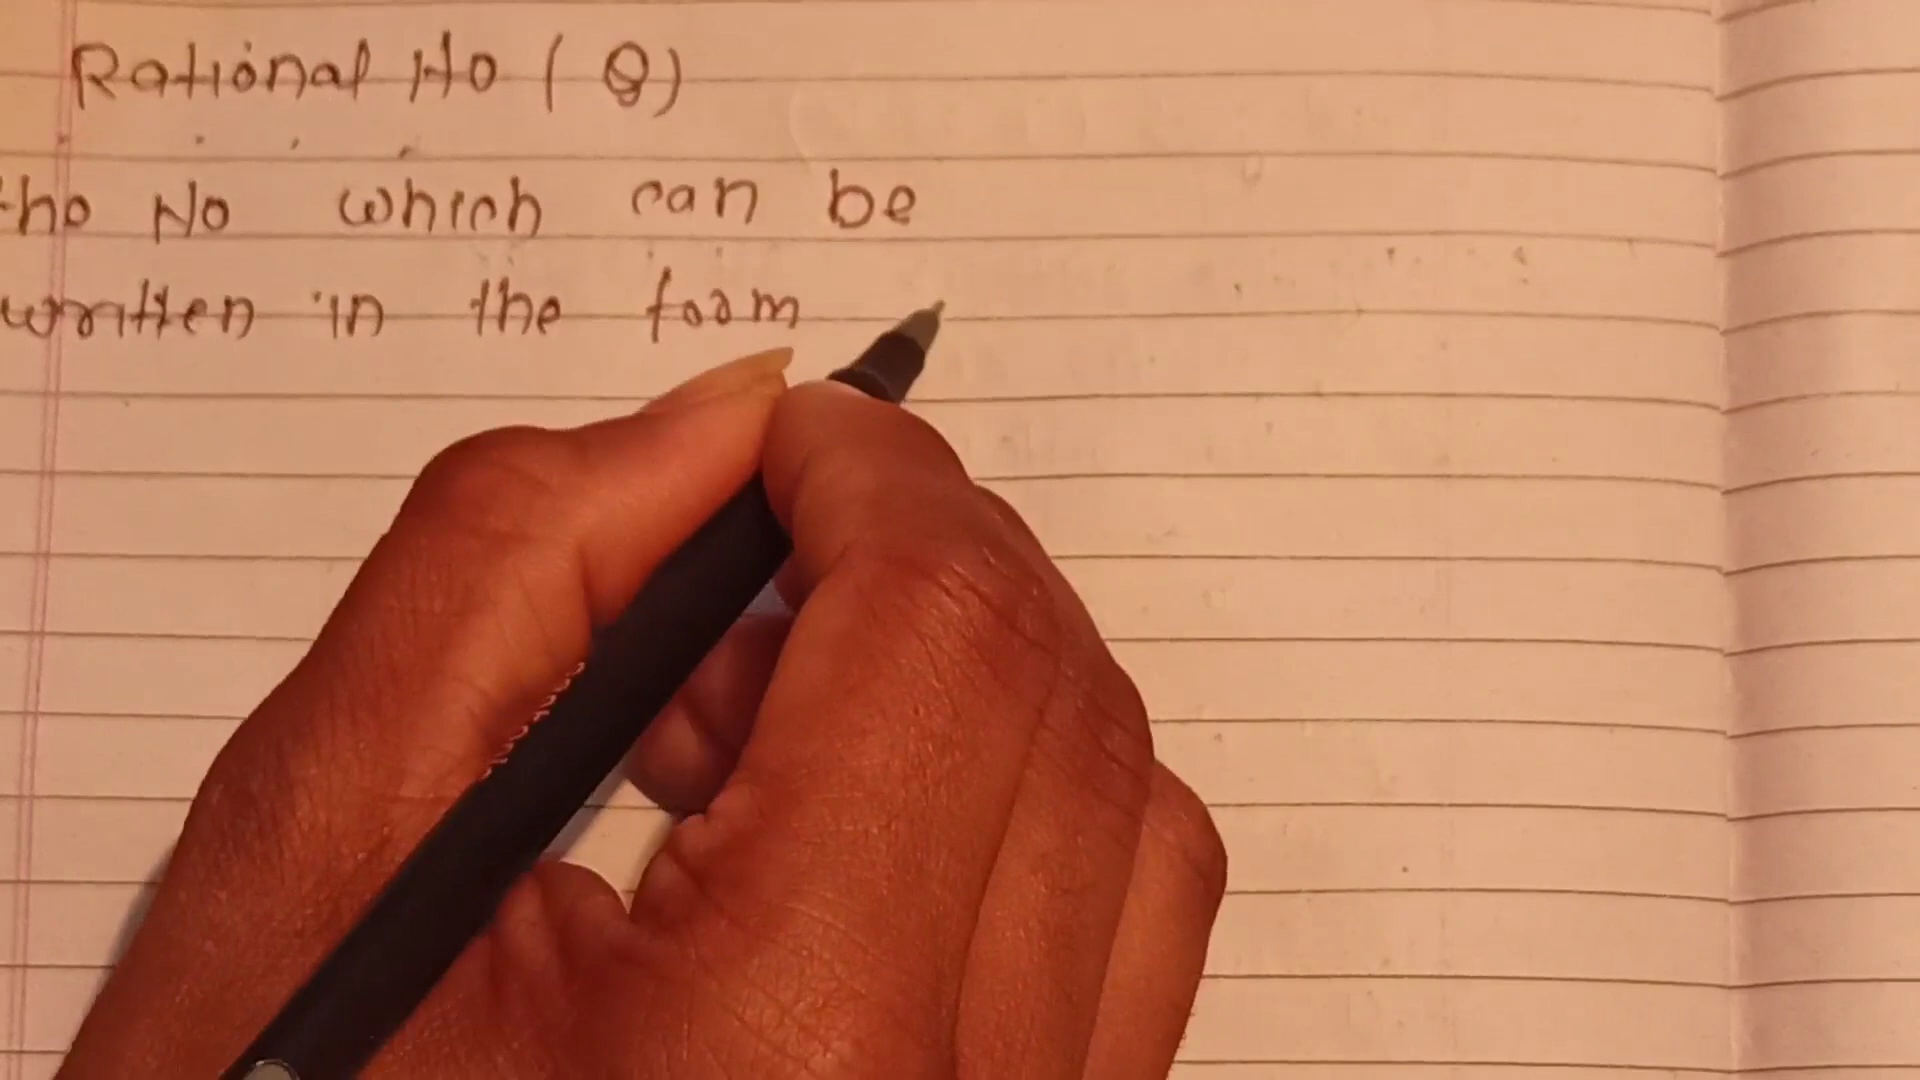 Rational No (Q)
the No which can be
written in the form